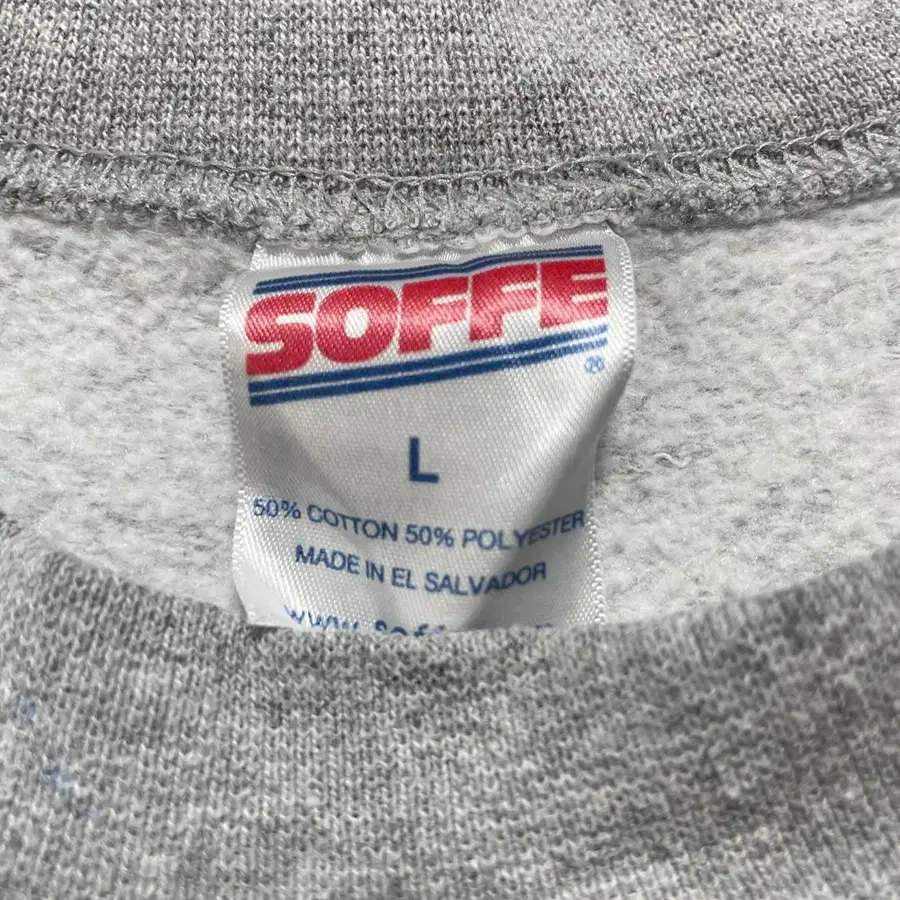 SOFFE
®
L
50% COTTON 50% POLYESTER
MADE IN EL SALVADOR